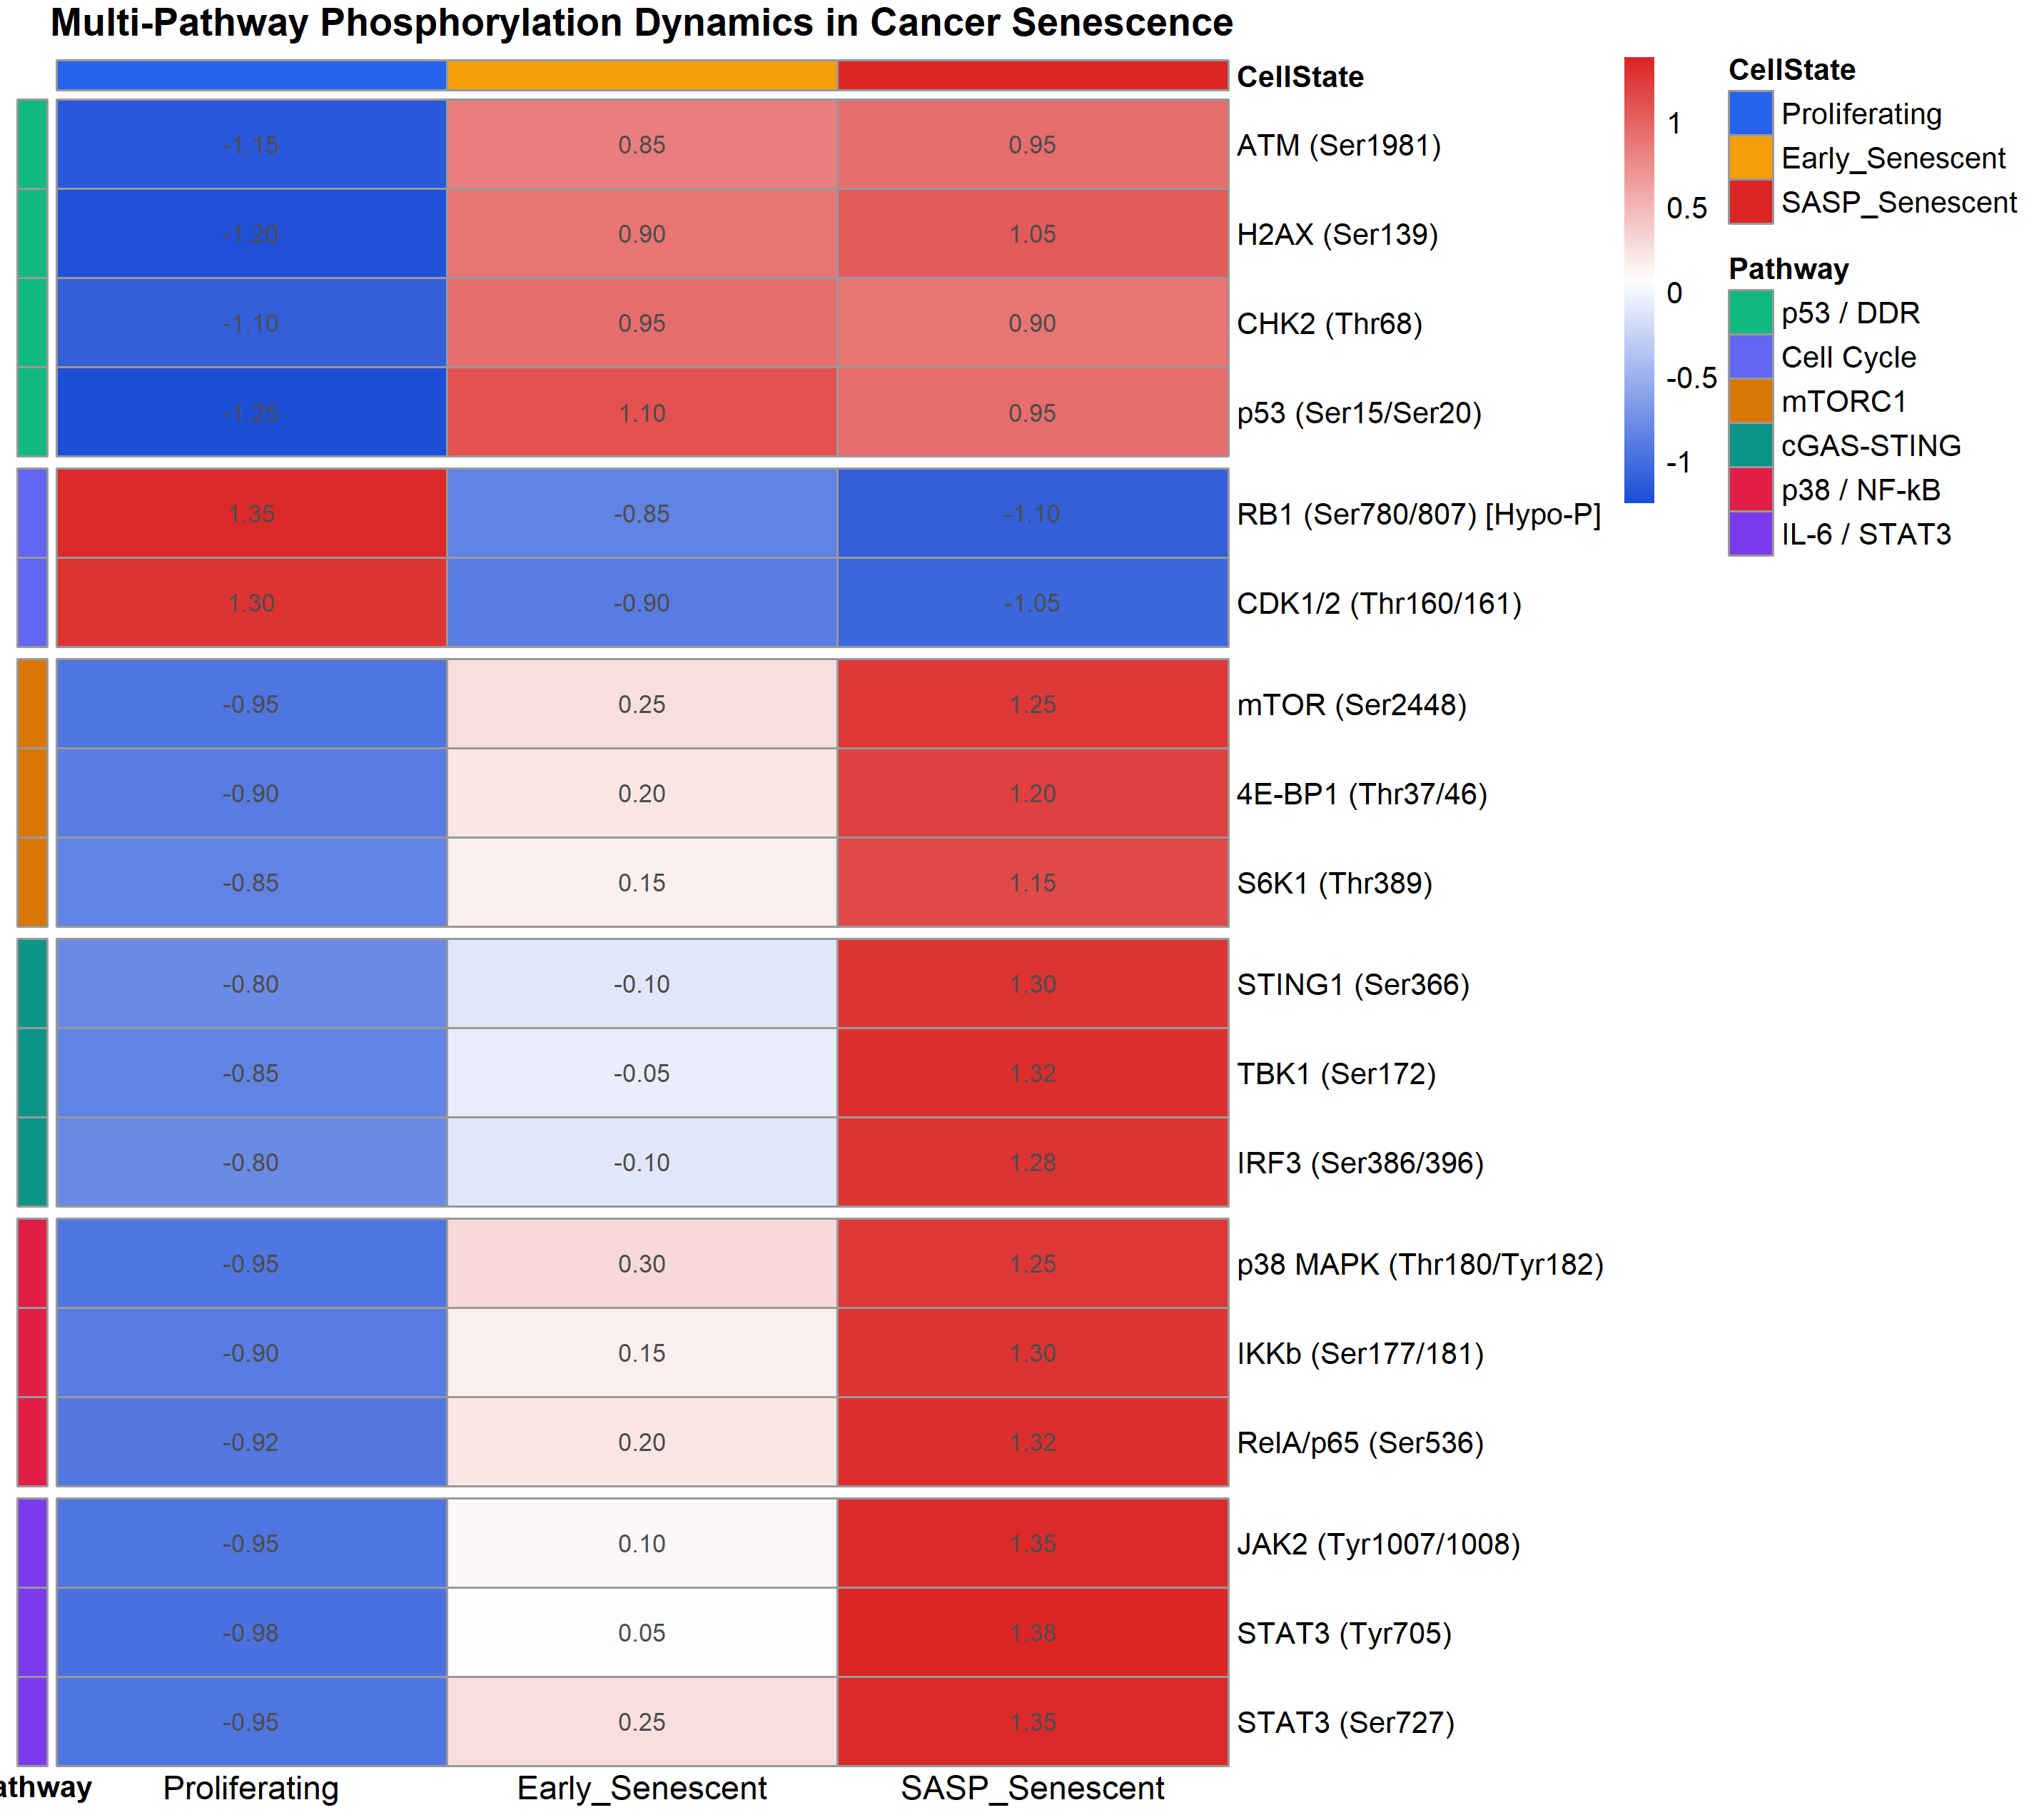 Multi-Pathway Phosphorylation Dynamics in Cancer Senescence
CellState
-1.15 0.85 0.95 ATM (Ser1981)
-1.20 0.90 1.05 H2AX (Ser139)
-1.10 0.95 0.90 CHK2 (Thr68)
-1.25 1.10 0.95 p53 (Ser15/Ser20)
1.35 -0.85 -1.10 RB1 (Ser780/807) [Hypo-P]
1.30 -0.90 -1.05 CDK1/2 (Thr160/161)
-0.95 0.25 1.25 mTOR (Ser2448)
-0.90 0.20 1.20 4E-BP1 (Thr37/46)
-0.85 0.15 1.15 S6K1 (Thr389)
-0.80 -0.10 1.30 STING1 (Ser366)
-0.85 -0.05 1.32 TBK1 (Ser172)
-0.80 -0.10 1.28 IRF3 (Ser386/396)
-0.95 0.30 1.25 p38 MAPK (Thr180/Tyr182)
-0.90 0.15 1.30 IKKb (Ser177/181)
-0.92 0.20 1.32 RelA/p65 (Ser536)
-0.95 0.10 1.35 JAK2 (Tyr1007/1008)
-0.98 0.05 1.38 STAT3 (Tyr705)
-0.95 0.25 1.35 STAT3 (Ser727)
athway Proliferating Early_Senescent SASP_Senescent
1
0.5
0
-0.5
-1
CellState
Proliferating
Early_Senescent
SASP_Senescent
Pathway
p53 / DDR
Cell Cycle
mTORC1
cGAS-STING
p38 / NF-kB
IL-6 / STAT3